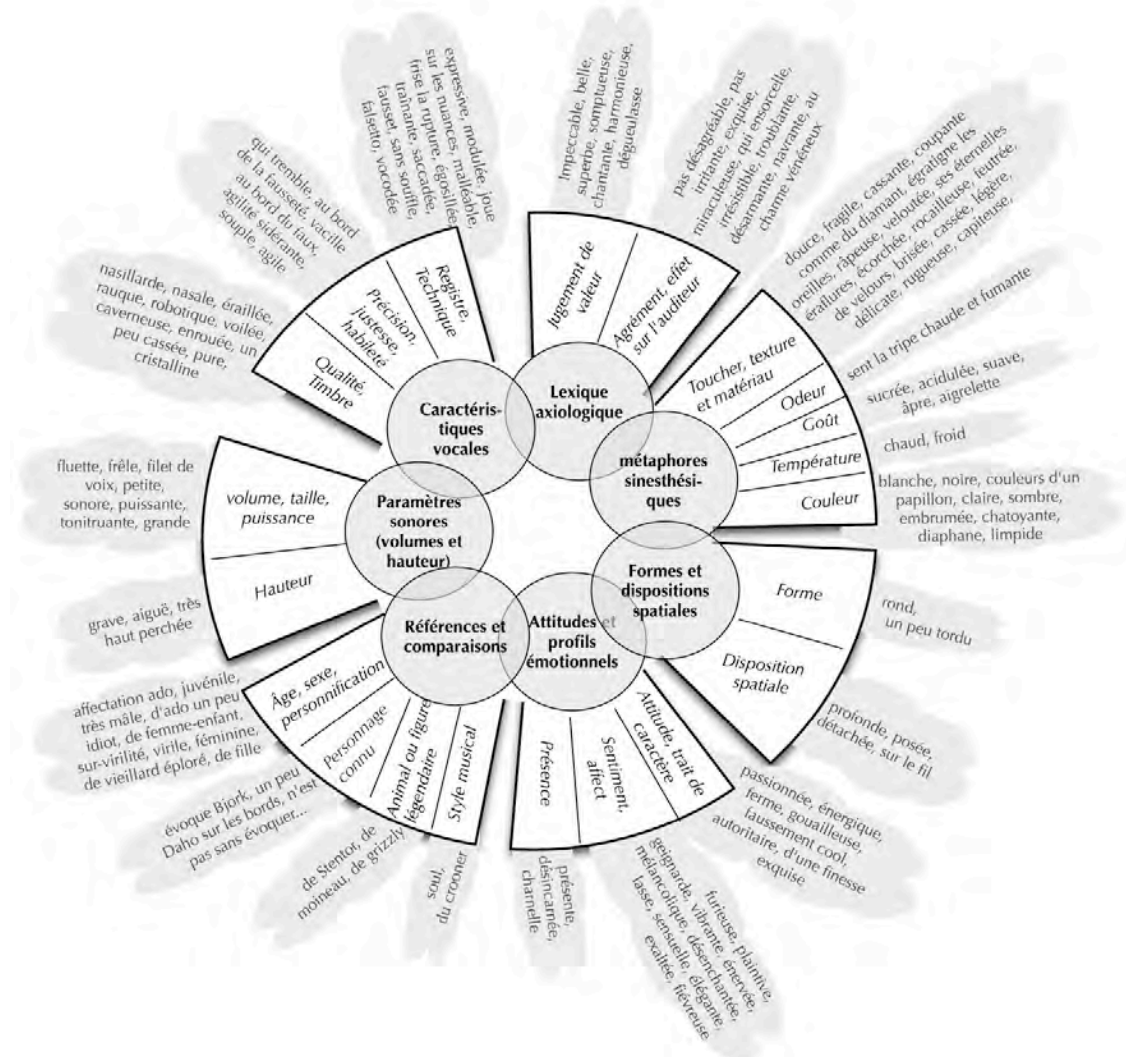 expressive, modulée, joue
sur les nuances, malléable,
frise la rupture, égosillée,
traînante, saccadée,
fausset, sans souffle,
falsetto, vocodée
Registre,
Technique
qui tremble, au bord
de la fausseté, vacille
au bord du faux,
agilité sidérante,
souple, agile
Précision,
justesse,
habileté
nasillarde, nasale, éraillée,
rauque, robotique, voilée,
caverneuse, enrouée, un
peu cassée, pure,
cristalline
Qualité,
Timbre
Caractéris-
tiques
vocales
Impeccable, belle,
superbe, somptueuse,
chantante, harmonieuse,
dégueulasse
Jugement de
valeur
pas désagréable, pas
irritante, exquise,
miraculeuse, qui ensorcelle,
irrésistible, troublante,
désarmante, navrante, au
charme vénéneux
Agrément, effet
sur l'auditeur
Lexique
axiologique
douce, fragile, cassante, coupante
comme du diamant, égratigne les
oreilles, râpeuse, veloutée, ses éternelles
éraflures, écorchée, rocailleuse, feutrée,
de velours, brisée, cassée, légère,
délicate, rugueuse, capiteuse,
Toucher, texture
et matériau
sent la tripe chaude et fumante
Odeur
sucrée, acidulée, suave,
âpre, aigrelette
Goût
chaud, froid
Température
blanche, noire, couleurs d'un
papillon, claire, sombre,
embrumée, chatoyante,
diaphane, limpide
Couleur
métaphores
sinesthési-
ques
Formes et
dispositions
spatiales
Forme
rond,
un peu tordu
Disposition
spatiale
profonde, posée,
détachée, sur le fil
Attitudes et
profils
émotionnels
Attitude, trait de
caractère
passionnée, énergique,
ferme, gouailleuse,
faussement cool,
autoritaire, d'une finesse
exquise
Sentiment,
affect
furieuse, plaintive,
geignarde, vibrante, énervée,
mélancolique, désenchantée,
lasse, sensuelle, élégante,
exaltée, fiévreuse
Présence
présente,
désincarnée,
charnelle
Références et
comparaisons
Style musical
soul,
du crooner
Animal ou figure
légendaire
de Stentor, de
moineau, de grizzly
Personnage
connu
évoque Bjork, un peu
Daho sur les bords, n'est
pas sans évoquer...
Âge, sexe,
personnification
affectation ado, juvénile,
très mâle, d'ado un peu
idiot, de femme-enfant,
sur-virilité, virile, féminine,
de vieillard éploré, de fille
Paramètres
sonores
(volumes et
hauteur)
volume, taille,
puissance
fluette, frêle, filet de
voix, petite,
sonore, puissante,
tonitruante, grande
Hauteur
grave, aiguë, très
haut perchée